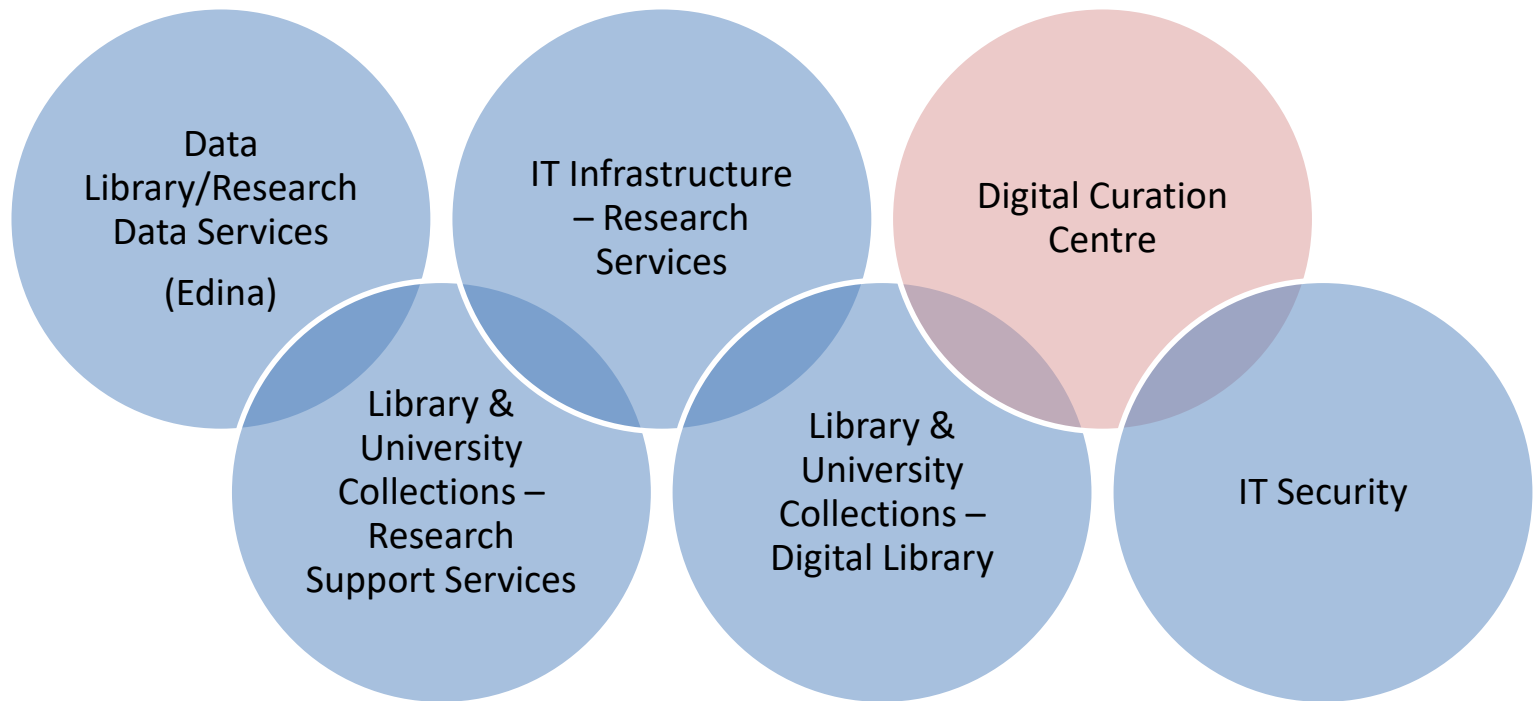 Data
Library/Research
Data Services
(Edina)
IT Infrastructure
– Research
Services
Digital Curation
Centre
Library &
University
Collections –
Research
Support Services
Library &
University
Collections –
Digital Library
IT Security